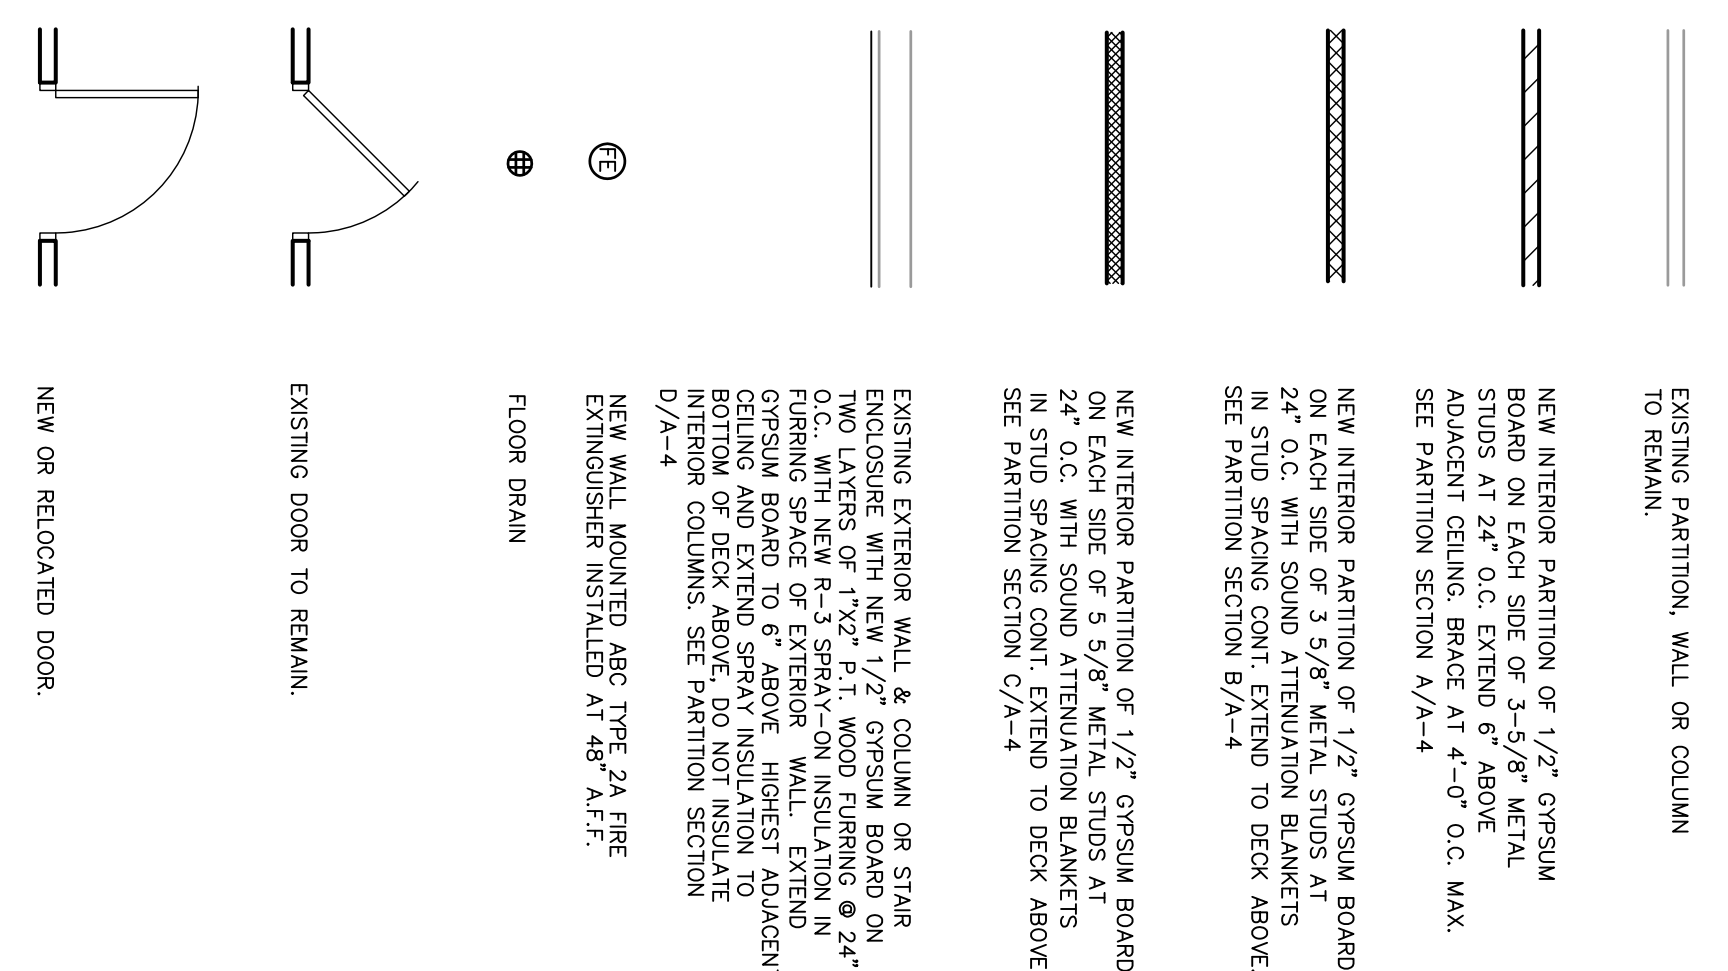 EXISTING PARTITION, WALL OR COLUMN
TO REMAIN.
NEW INTERIOR PARTITION OF 1/2" GYPSUM
BOARD ON EACH SIDE OF 3-5/8" METAL
STUDS AT 24" O.C. EXTEND 6" ABOVE
ADJACENT CEILING. BRACE AT 4'-0" O.C. MAX.
SEE PARTITION SECTION A/A-4
NEW INTERIOR PARTITION OF 1/2" GYPSUM BOARD
ON EACH SIDE OF 3 5/8" METAL STUDS AT
24" O.C. WITH SOUND ATTENUATION BLANKETS
IN STUD SPACING CONT. EXTEND TO DECK ABOVE.
SEE PARTITION SECTION B/A-4
NEW INTERIOR PARTITION OF 1/2" GYPSUM BOARD
ON EACH SIDE OF 5 5/8" METAL STUDS AT
24" O.C. WITH SOUND ATTENUATION BLANKETS
IN STUD SPACING CONT. EXTEND TO DECK ABOVE
SEE PARTITION SECTION C/A-4
EXISTING EXTERIOR WALL & COLUMN OR STAIR
ENCLOSURE WITH NEW 1/2" GYPSUM BOARD ON
TWO LAYERS OF 1"X2" P.T. WOOD FURRING @ 24"
O.C.. WITH NEW R-3 SPRAY-ON INSULATION IN
FURRING SPACE OF EXTERIOR WALL. EXTEND
GYPSUM BOARD TO 6" ABOVE HIGHEST ADJACENT
CEILING AND EXTEND SPRAY INSULATION TO
BOTTOM OF DECK ABOVE, DO NOT INSULATE
INTERIOR COLUMNS. SEE PARTITION SECTION
D/A-4
FE
NEW WALL MOUNTED ABC TYPE 2A FIRE
EXTINGUISHER INSTALLED AT 48" A.F.F.
FLOOR DRAIN
EXISTING DOOR TO REMAIN.
NEW OR RELOCATED DOOR.